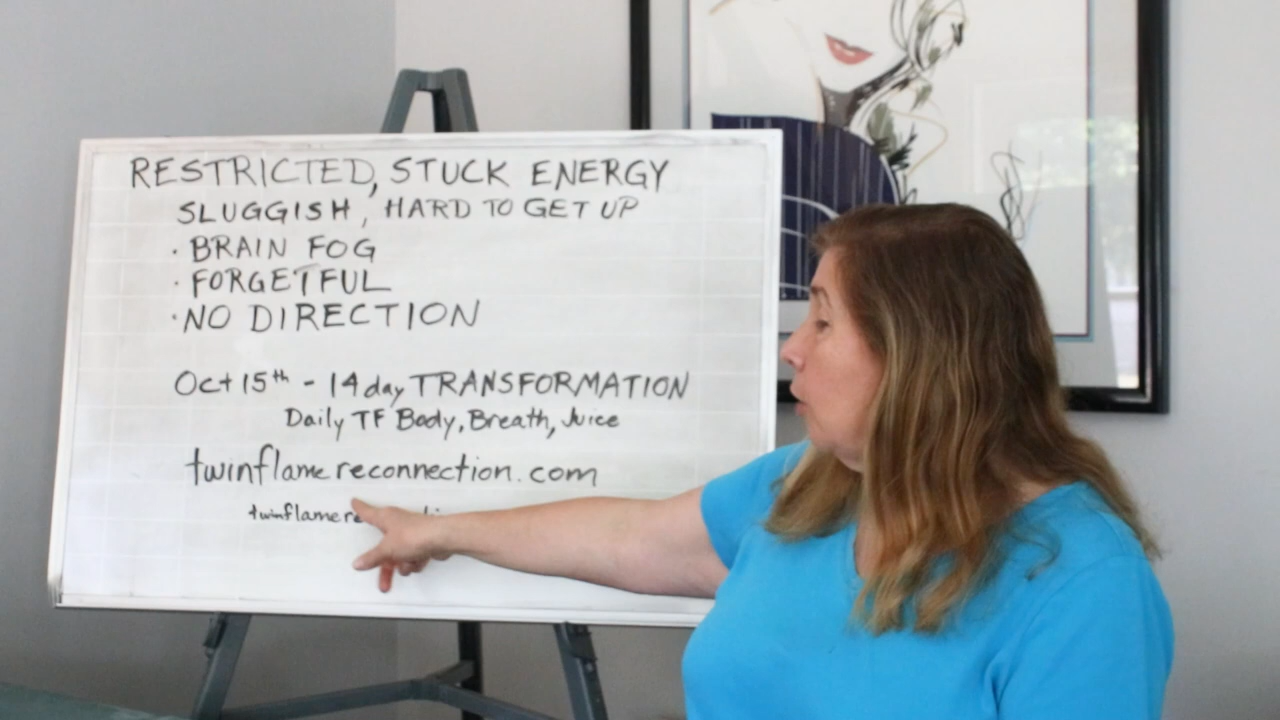 RESTRICTED, STUCK ENERGY
SLUGGISH, HARD TO GET UP
· BRAIN FOG
· FORGETFUL
· NO DIRECTION
Oct 15th - 14 day TRANSFORMATION
Daily TF Body, Breath, Juice
twinflamereconnection.com